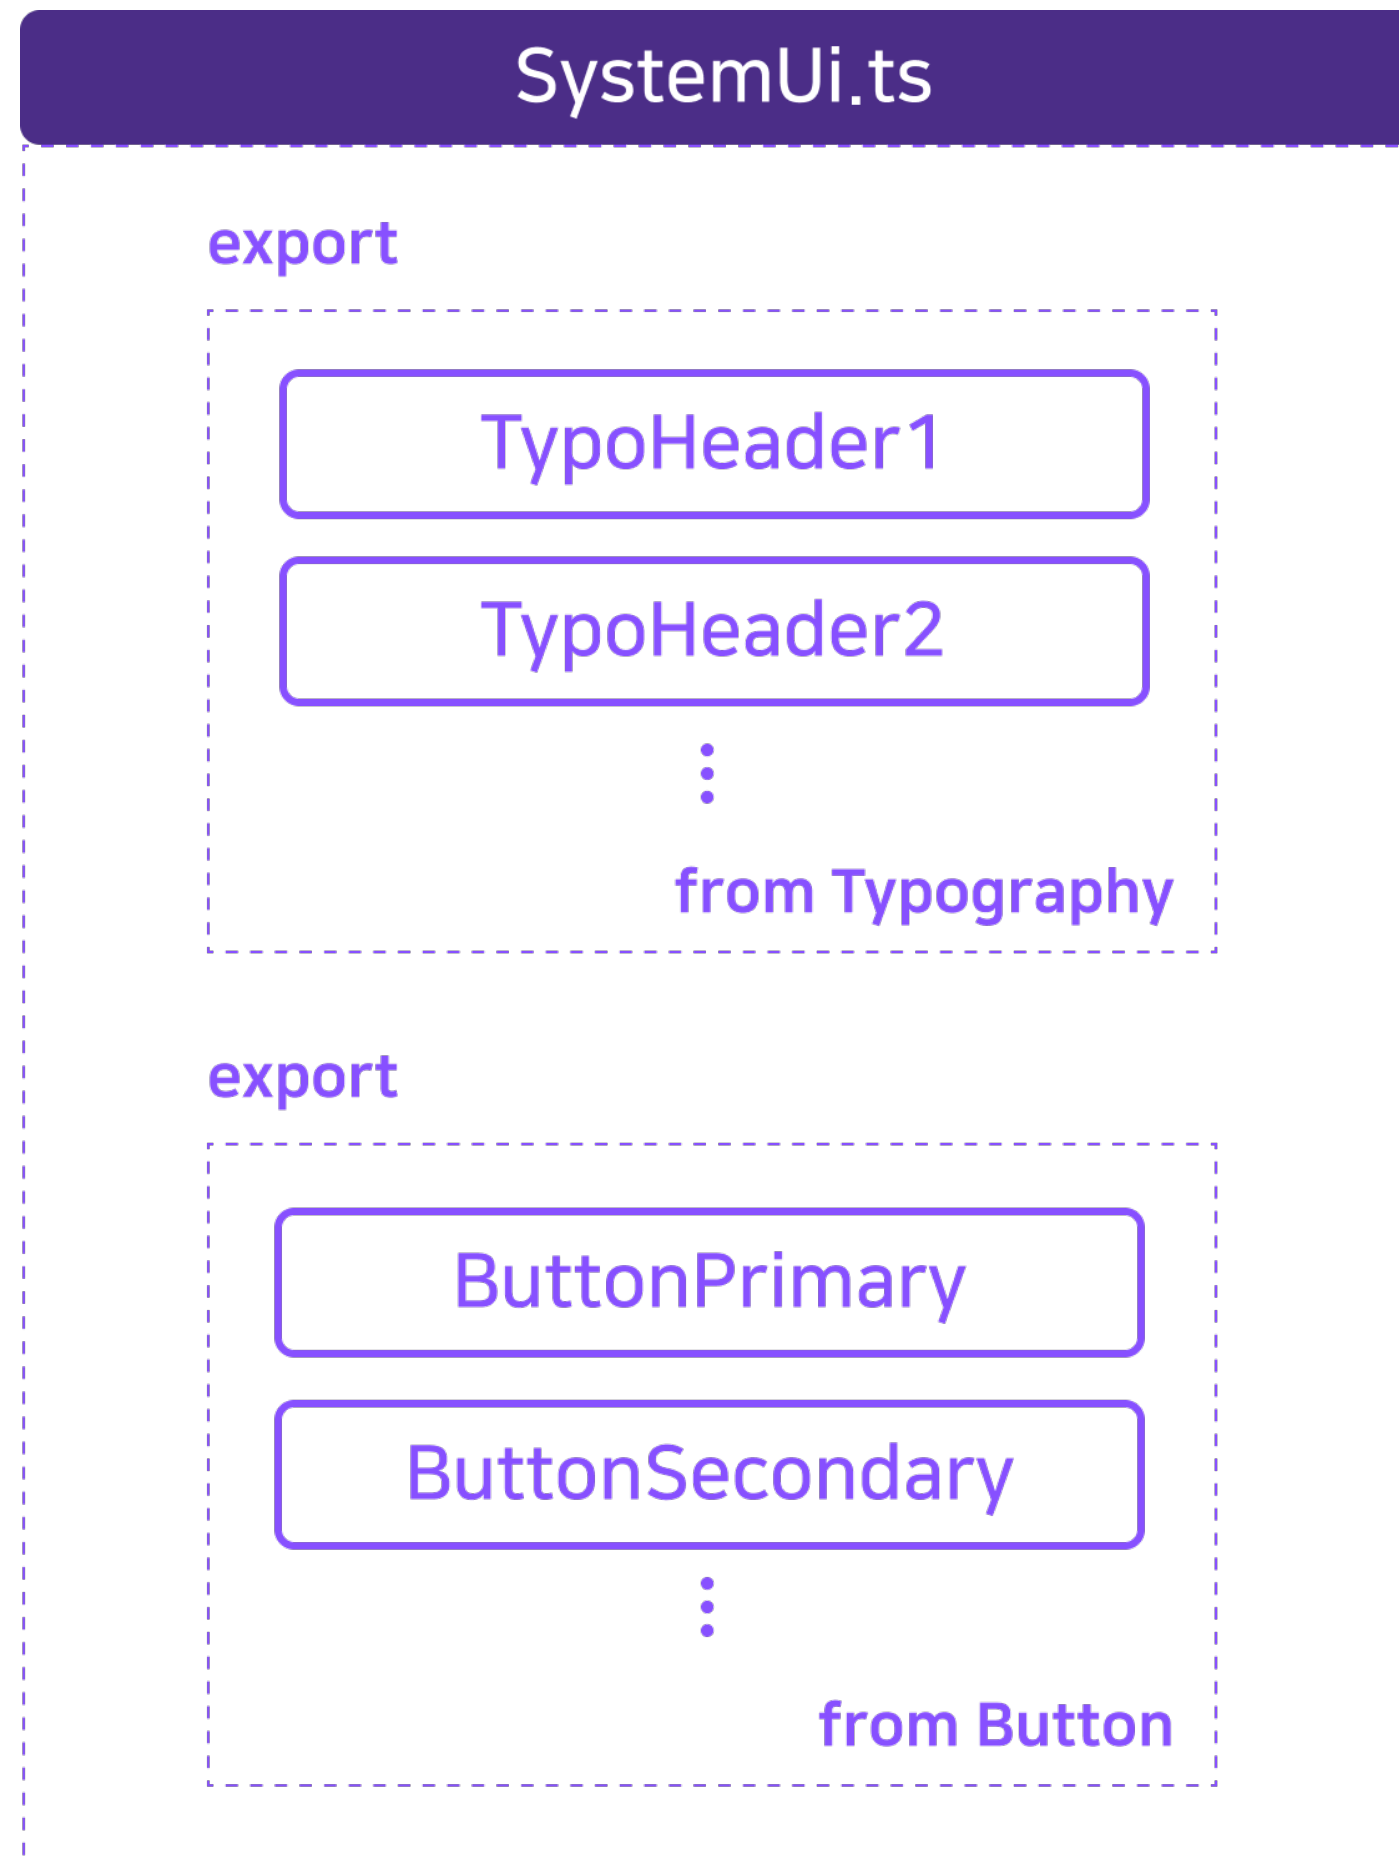 SystemUi.ts
export
TypoHeader1
TypoHeader2
from Typography
export
ButtonPrimary
ButtonSecondary
from Button